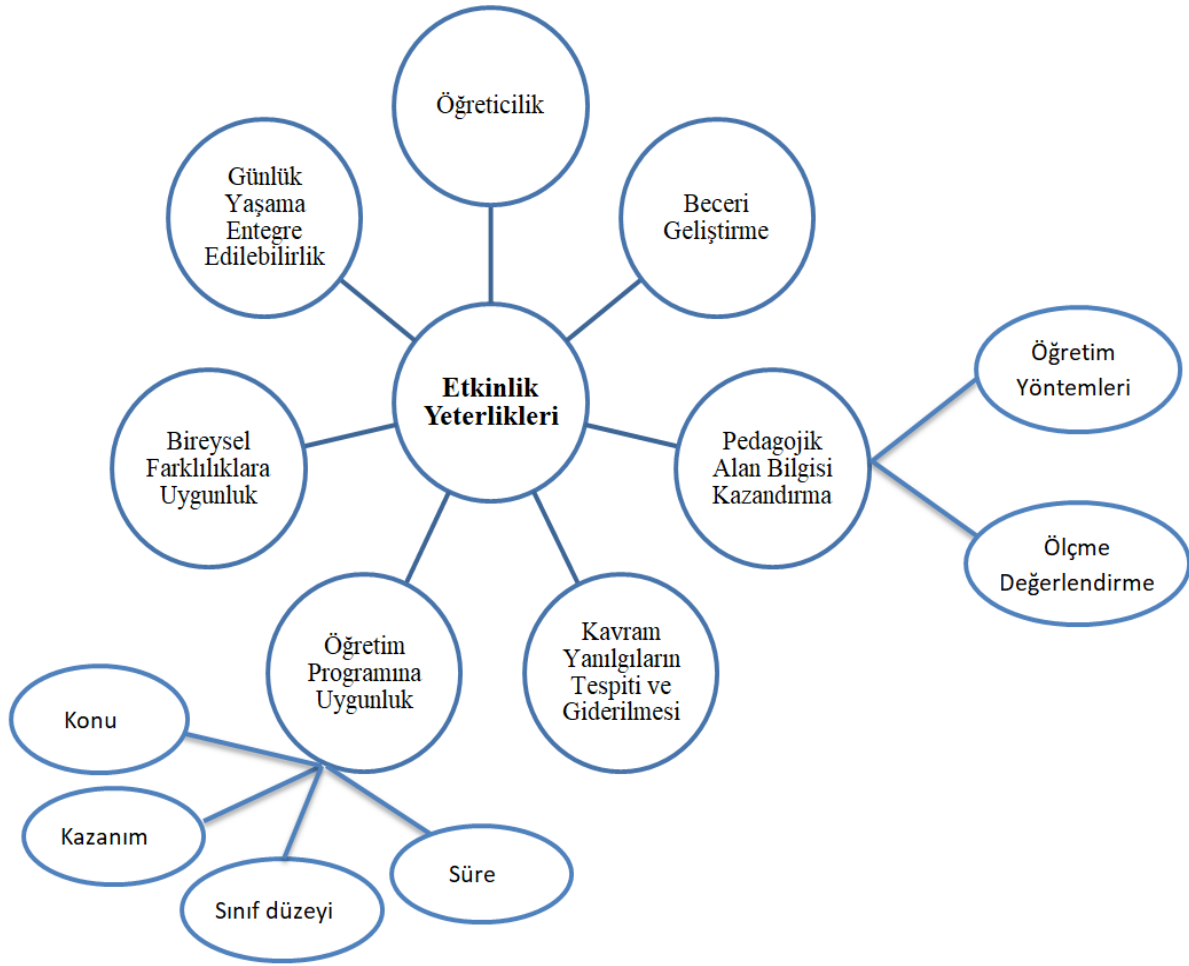 Öğreticilik
Günlük
Yaşama
Entegre
Edilebilirlik
Beceri
Geliştirme
Etkinlik
Yeterlikleri
Öğretim
Yöntemleri
Bireysel
Farklılıklara
Uygunluk
Pedagojik
Alan Bilgisi
Kazandırma
Ölçme
Değerlendirme
Öğretim
Programına
Uygunluk
Kavram
Yanılgıların
Tespiti ve
Giderilmesi
Konu
Kazanım
Sınıf düzeyi
Süre